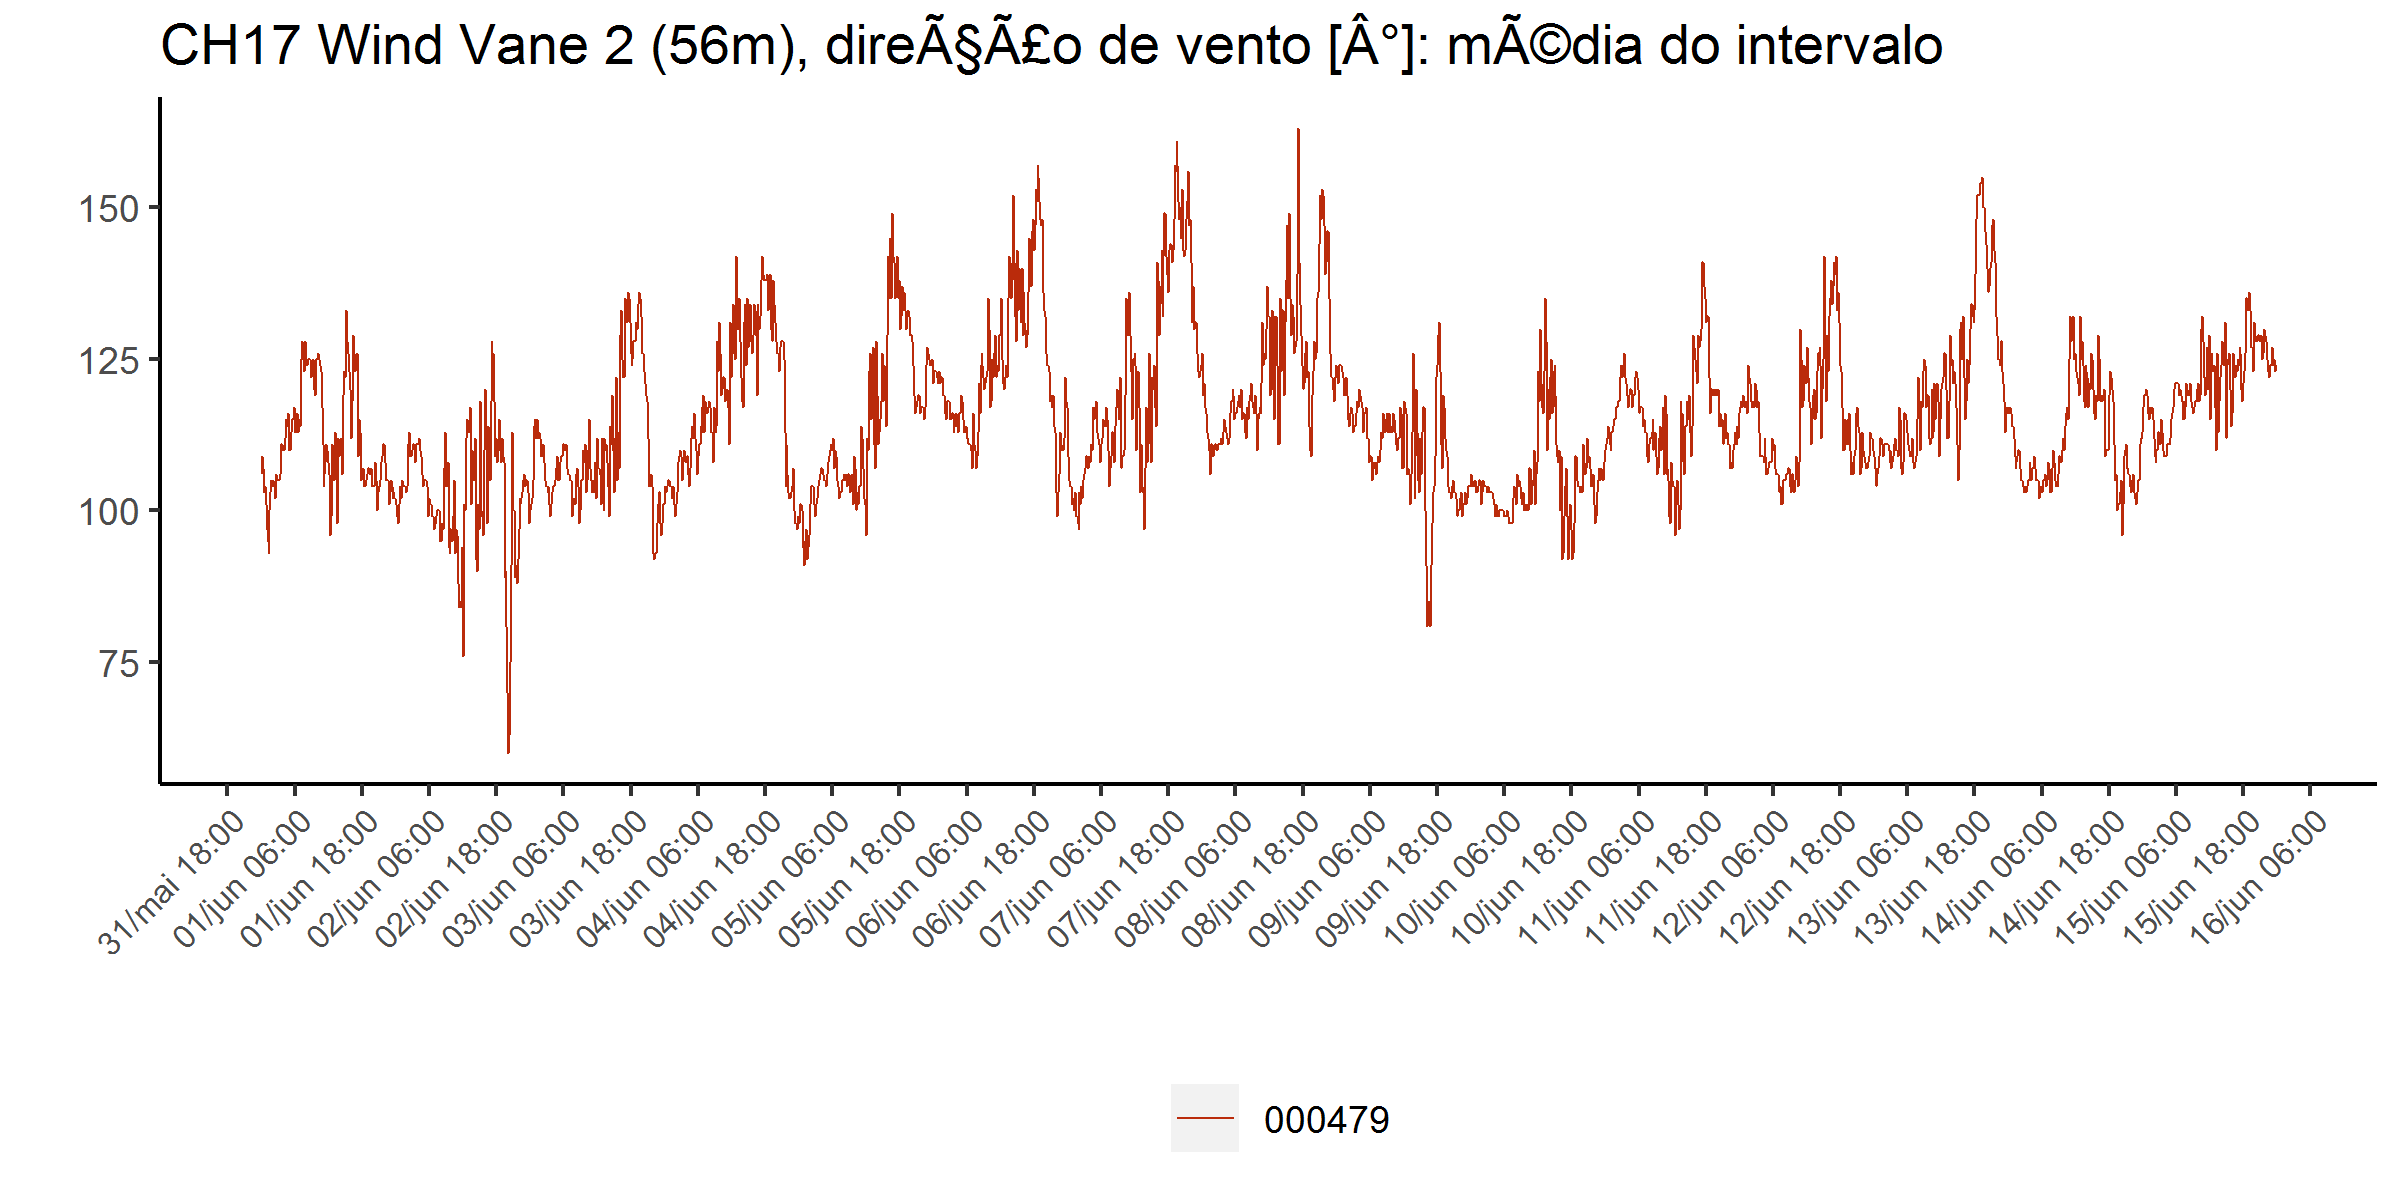 CH17 Wind Vane 2 (56m), direÃ§Ã£o de vento [Â°]: mÃ©dia do intervalo
150
125
100
75
31/mai 18:00
01/jun 06:00
01/jun 18:00
02/jun 06:00
02/jun 18:00
03/jun 06:00
03/jun 18:00
04/jun 06:00
04/jun 18:00
05/jun 06:00
05/jun 18:00
06/jun 06:00
06/jun 18:00
07/jun 06:00
07/jun 18:00
08/jun 06:00
08/jun 18:00
09/jun 06:00
09/jun 18:00
10/jun 06:00
10/jun 18:00
11/jun 06:00
11/jun 18:00
12/jun 06:00
12/jun 18:00
13/jun 06:00
13/jun 18:00
14/jun 06:00
14/jun 18:00
15/jun 06:00
15/jun 18:00
16/jun 06:00
000479